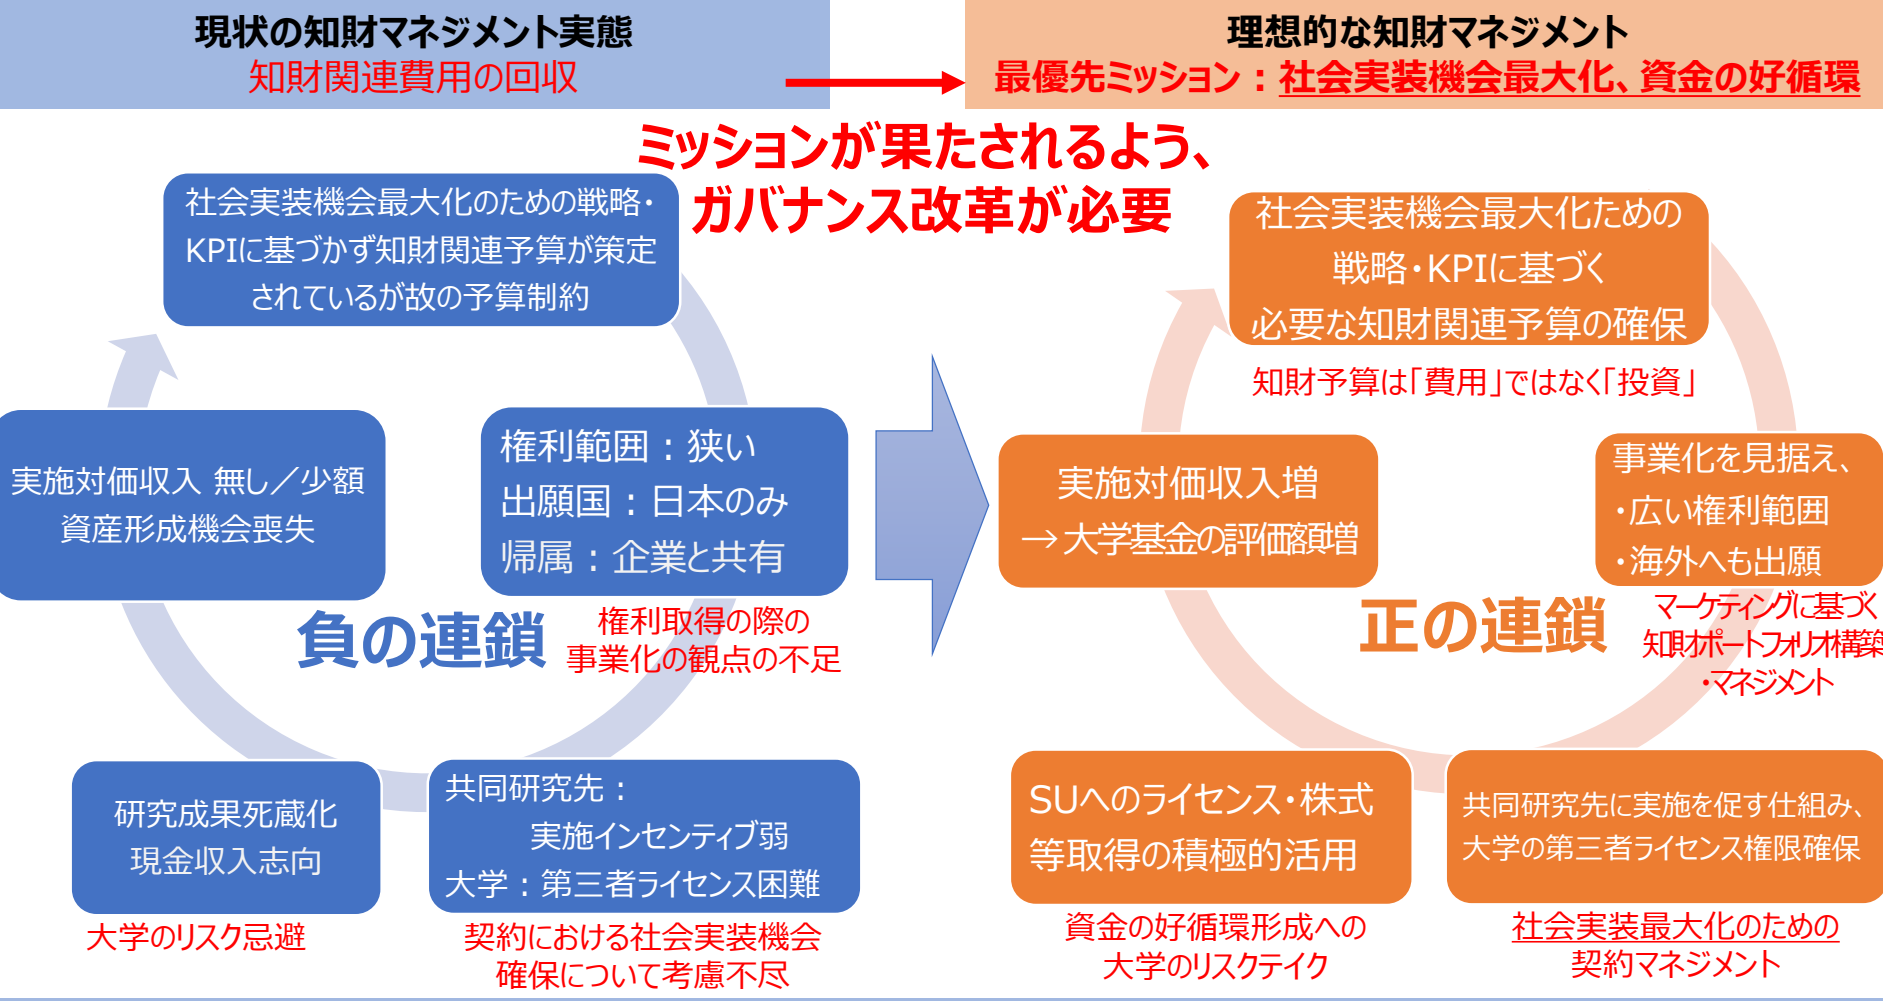 現状の知財マネジメント実態
知財関連費用の回収
理想的な知財マネジメント
最優先ミッション：社会実装機会最大化、資金の好循環
ミッションが果たされるよう、
ガバナンス改革が必要
社会実装機会最大化のための戦略・
KPIに基づかず知財関連予算が策定
されているが故の予算制約
権利範囲：狭い
出願国：日本のみ
帰属：企業と共有
権利取得の際の
事業化の観点の不足
共同研究先：
実施インセンティブ弱
大学：第三者ライセンス困難
契約における社会実装機会
確保について考慮不尽
研究成果死蔵化
現金収入志向
大学のリスク忌避
実施対価収入 無し／少額
資産形成機会喪失
負の連鎖
社会実装機会最大化ための
戦略・KPIに基づく
必要な知財関連予算の確保
知財予算は「費用」ではなく「投資」
事業化を見据え、
・広い権利範囲
・海外へも出願
マーケティングに基づく
知財ポートフォリオ構築
・マネジメント
共同研究先に実施を促す仕組み、
大学の第三者ライセンス権限確保
社会実装最大化のための
契約マネジメント
SUへのライセンス・株式
等取得の積極的活用
資金の好循環形成への
大学のリスクテイク
実施対価収入増
→大学基金の評価額増
正の連鎖